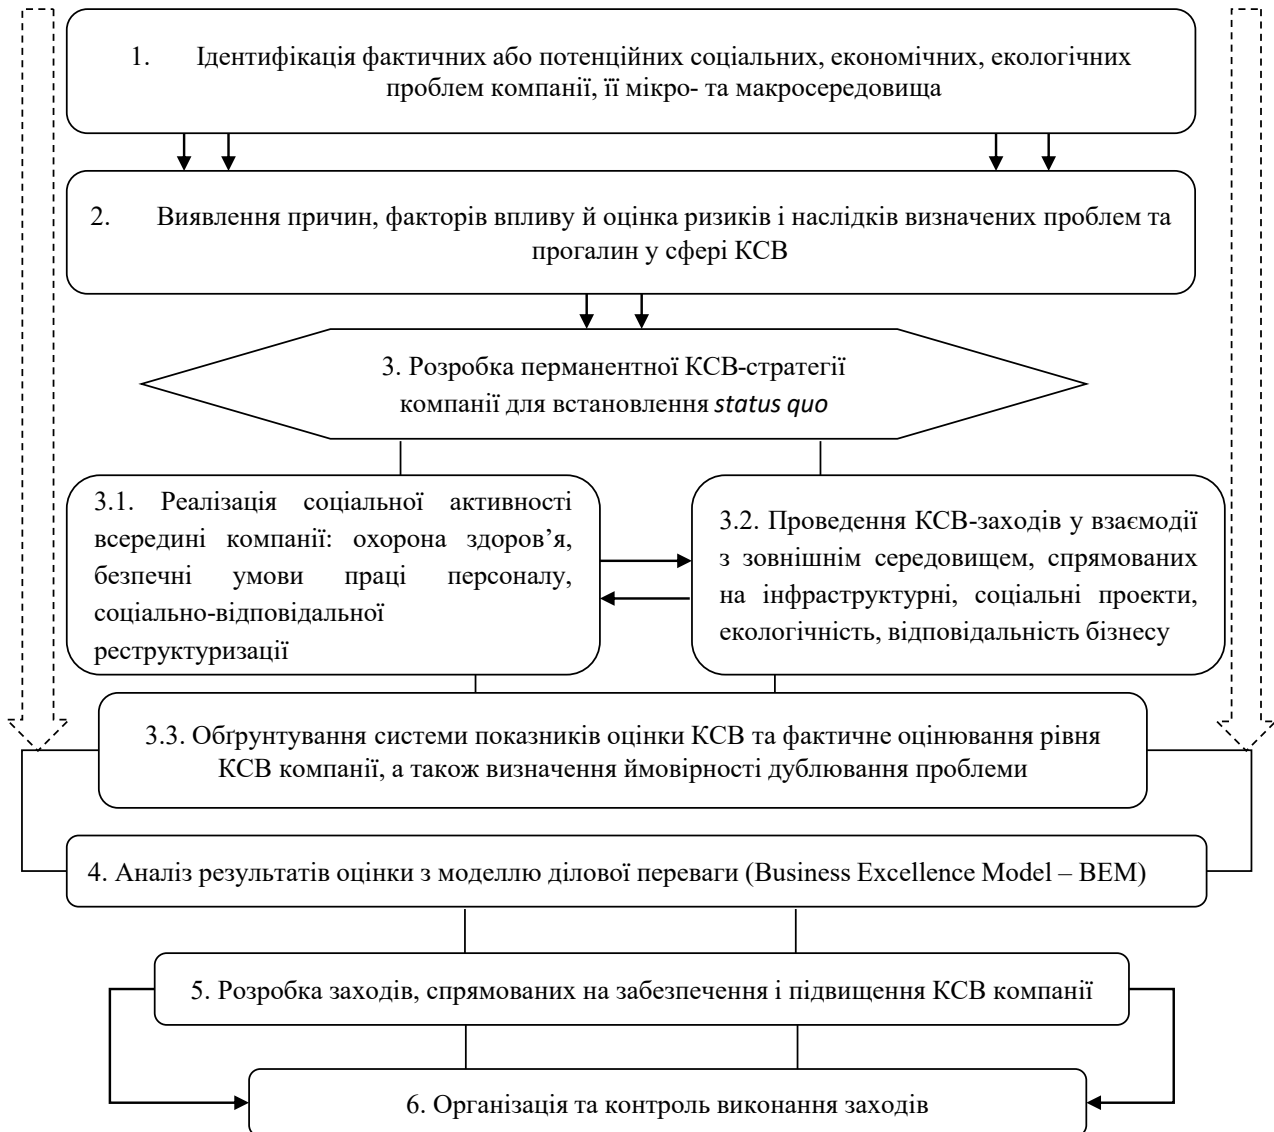 1. Ідентифікація фактичних або потенційних соціальних, економічних, екологічних
проблем компанії, її мікро- та макросередовища
2. Виявлення причин, факторів впливу й оцінка ризиків і наслідків визначених проблем та
прогалин у сфері КСВ
3. Розробка перманентної КСВ-стратегії
компанії для встановлення status quo
3.1. Реалізація соціальної активності
всередині компанії: охорона здоров’я,
безпечні умови праці персоналу,
соціально-відповідальної
реструктуризації
3.2. Проведення КСВ-заходів у взаємодії
з зовнішнім середовищем, спрямованих
на інфраструктурні, соціальні проекти,
екологічність, відповідальність бізнесу
3.3. Обґрунтування системи показників оцінки КСВ та фактичне оцінювання рівня
КСВ компанії, а також визначення ймовірності дублювання проблеми
4. Аналіз результатів оцінки з моделлю ділової переваги (Business Excellence Model – BEM)
5. Розробка заходів, спрямованих на забезпечення і підвищення КСВ компанії
6. Організація та контроль виконання заходів